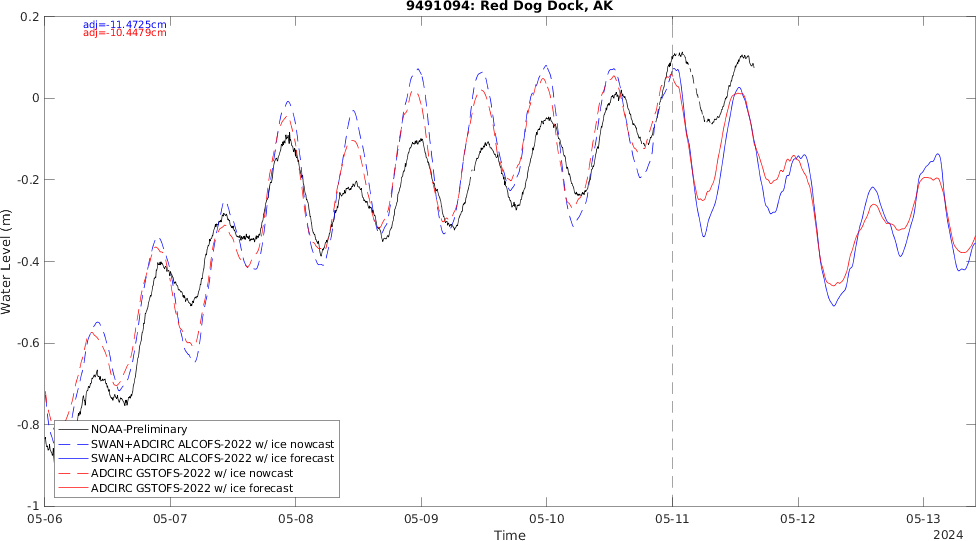 9491094: Red Dog Dock, AK
adj=-11.4725cm
adj=-10.4479cm
0.2
0
-0.2
-0.4
-0.6
-0.8
-1
Water Level (m)
NOAA-Preliminary
SWAN+ADCIRC ALCOFS-2022 w/ ice nowcast
SWAN+ADCIRC ALCOFS-2022 w/ ice forecast
ADCIRC GSTOFS-2022 w/ ice nowcast
ADCIRC GSTOFS-2022 w/ ice forecast
05-06 05-07 05-08 05-09 05-10 05-11 05-12 05-13
Time
2024